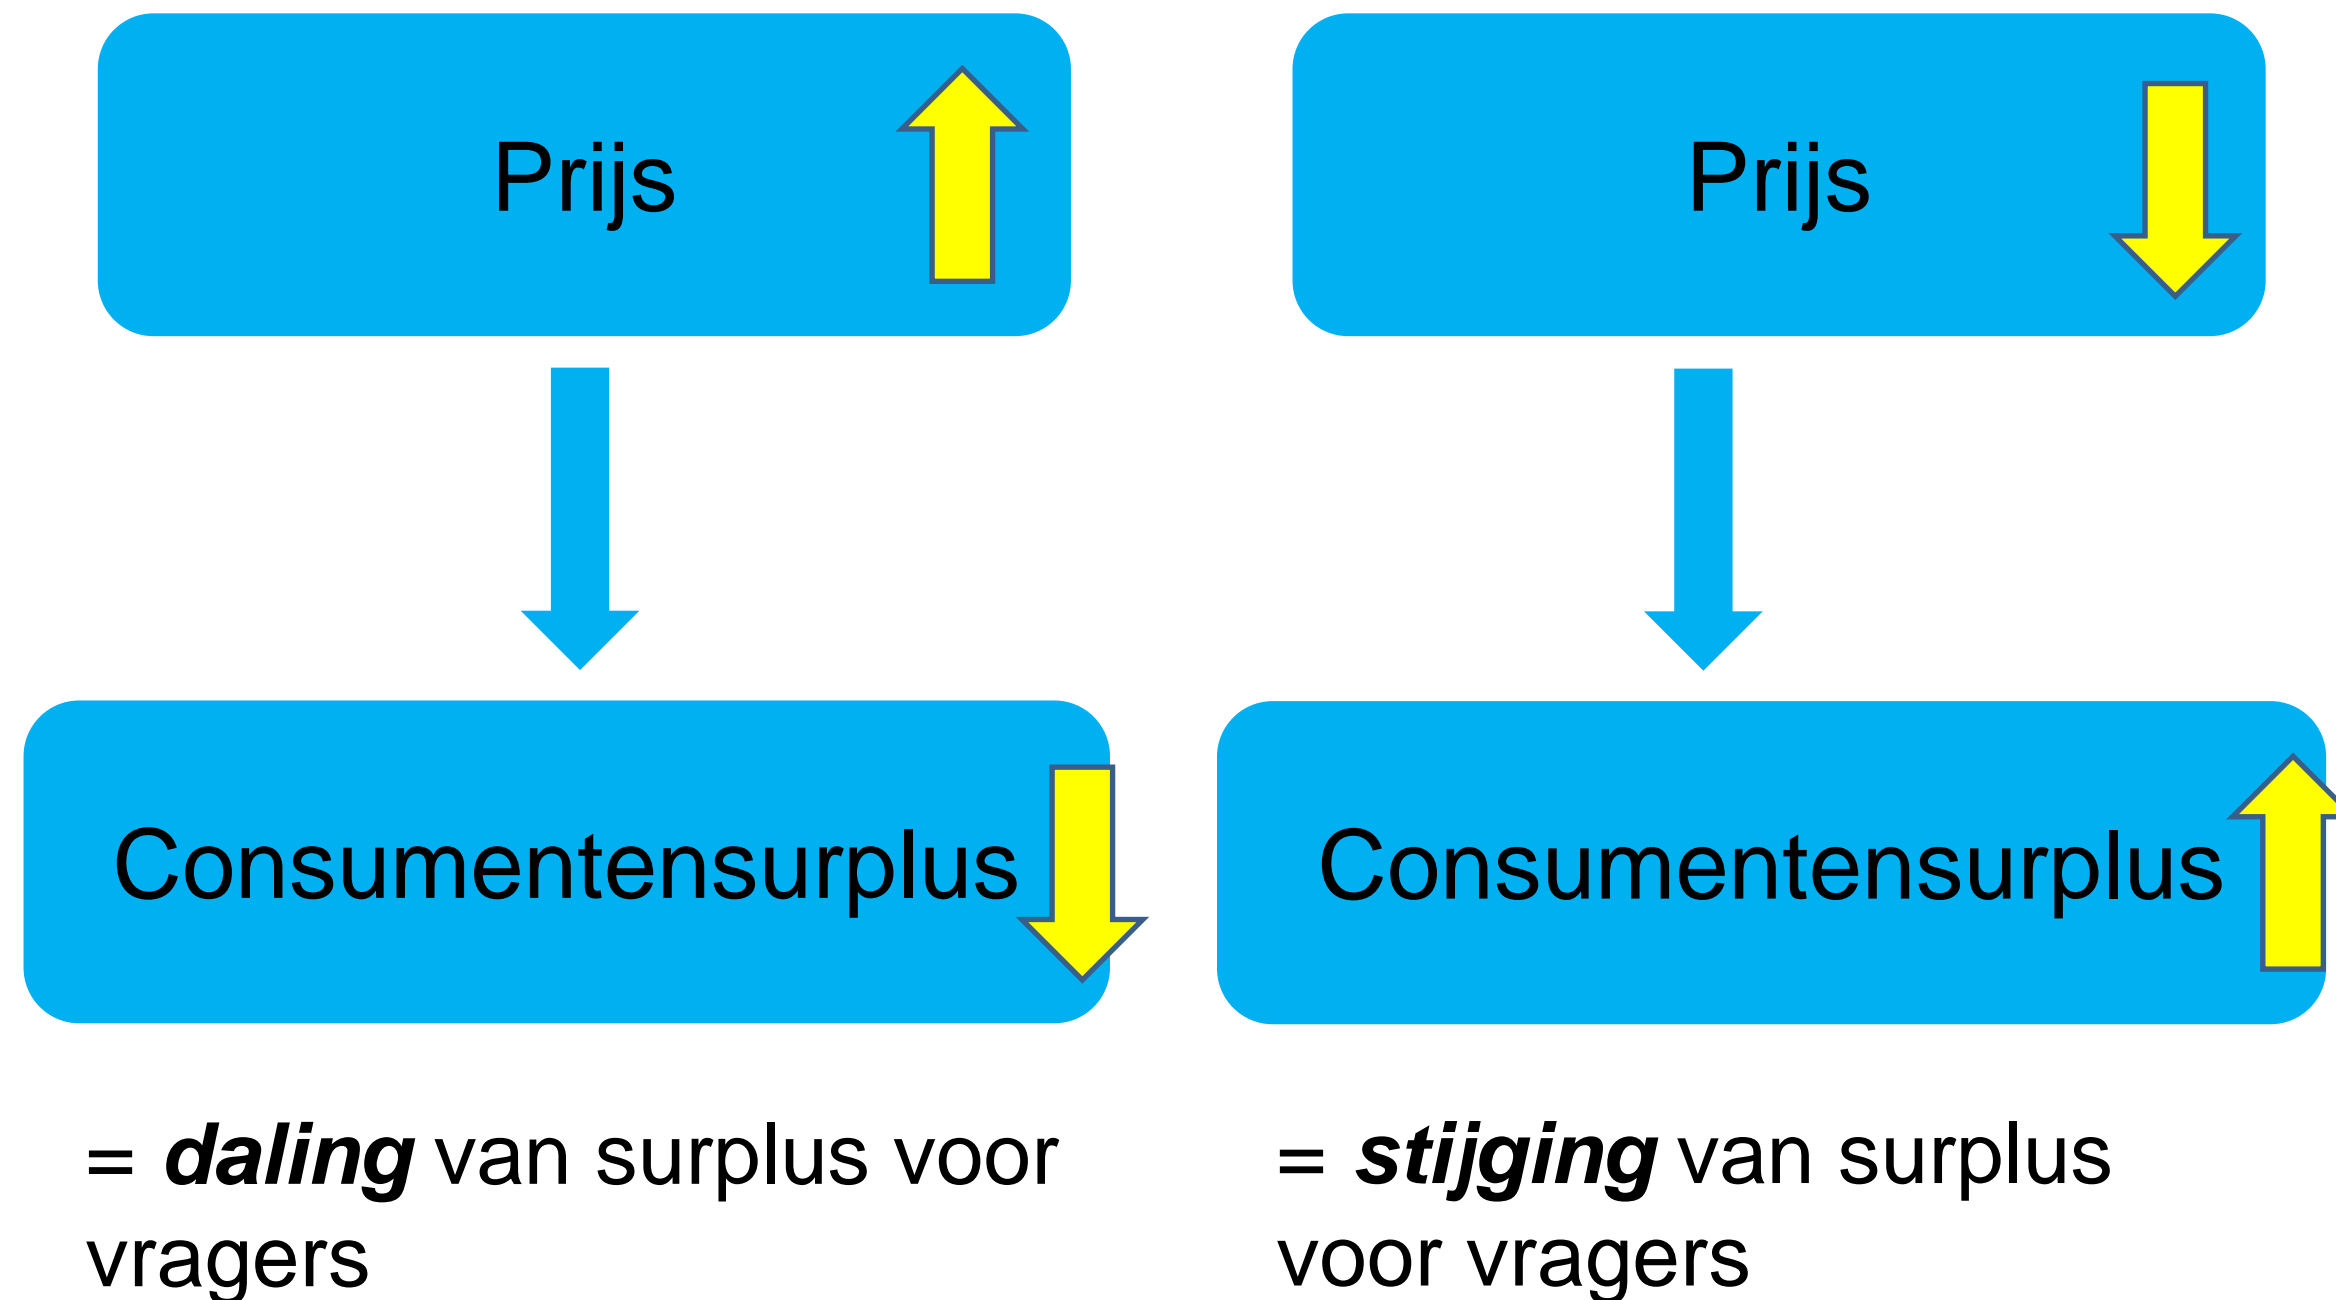 Prijs
Prijs
Consumentensurplus
Consumentensurplus
= daling van surplus voor
vragers
= stijging van surplus
voor vragers